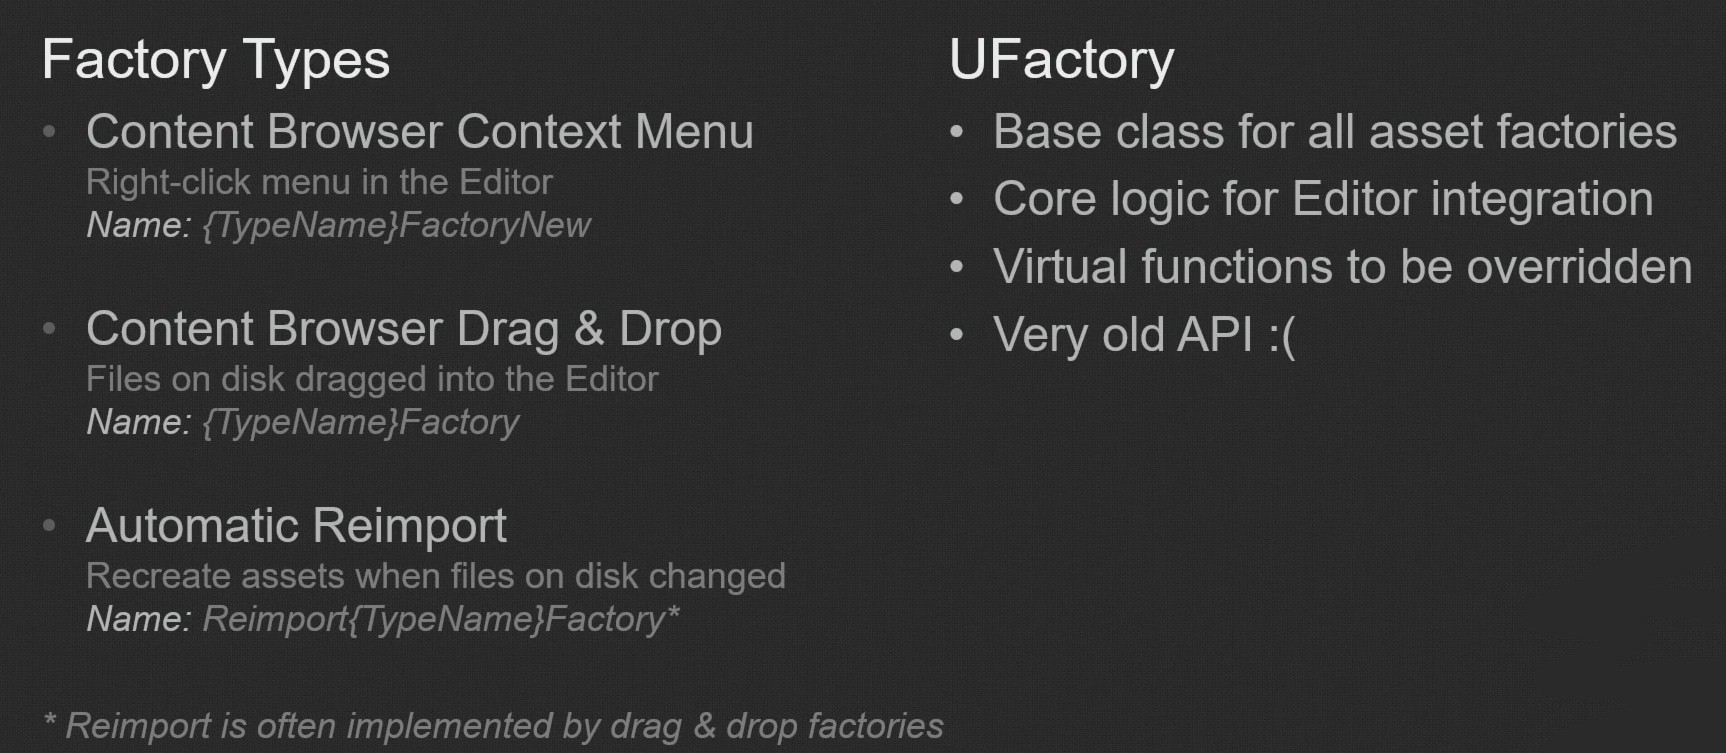 Factory Types
• Content Browser Context Menu
Right-click menu in the Editor
Name: {TypeName}FactoryNew
• Content Browser Drag & Drop
Files on disk dragged into the Editor
Name: {TypeName}Factory
• Automatic Reimport
Recreate assets when files on disk changed
Name: Reimport{TypeName}Factory*
* Reimport is often implemented by drag & drop factories
UFactory
• Base class for all asset factories
• Core logic for Editor integration
• Virtual functions to be overridden
• Very old API :(